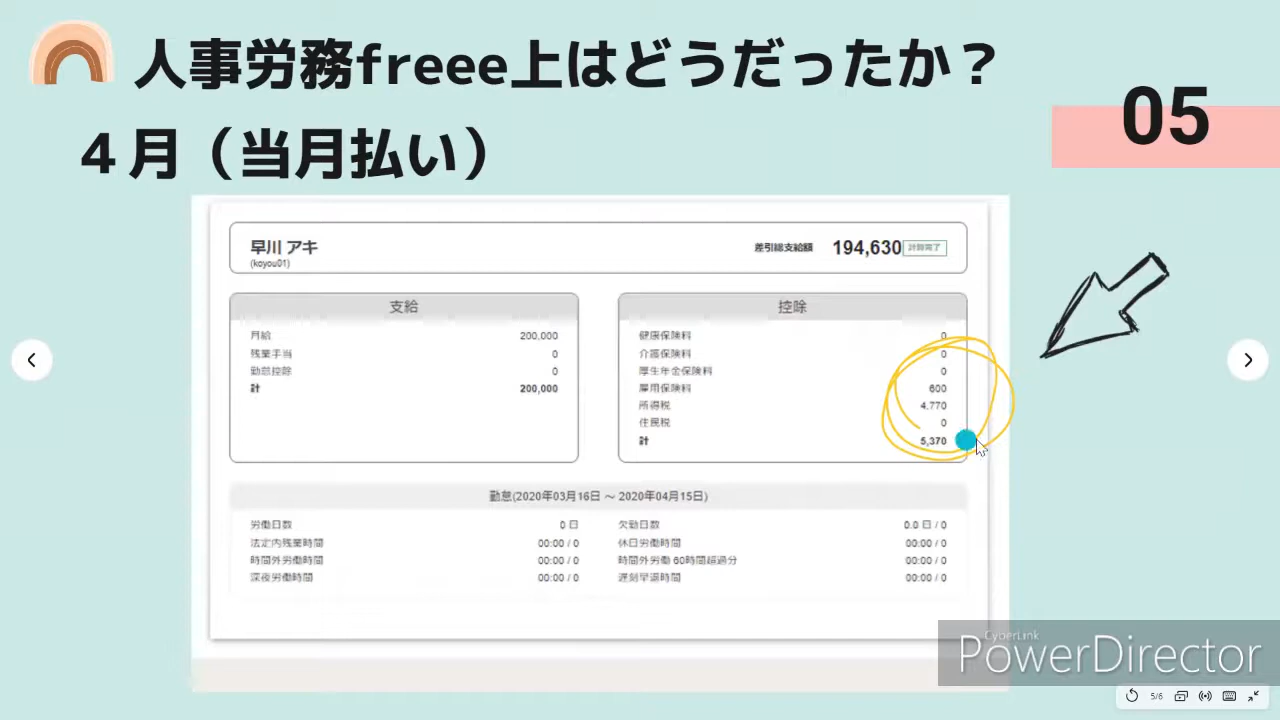 人事労務freee上はどうだったか？
05
４月（当月払い）
早川 アキ
(koyou01)
差引総支給額 194,630 計算完了
支給
月給 200,000
残業手当 0
勤怠控除 0
計 200,000
控除
健康保険料 0
介護保険料 0
厚生年金保険料 0
雇用保険料 600
所得税 4,770
住民税 0
計 5,370
勤怠(2020年03月16日 ～ 2020年04月15日)
労働日数 0 日
法定内残業時間 00:00 / 0
時間外労働時間 00:00 / 0
深夜労働時間 00:00 / 0
欠勤日数 0.0 日 / 0
休日労働時間 00:00 / 0
時間外労働 60時間超過分 00:00 / 0
遅刻早退時間 00:00 / 0
CyberLink
PowerDirector
5/6